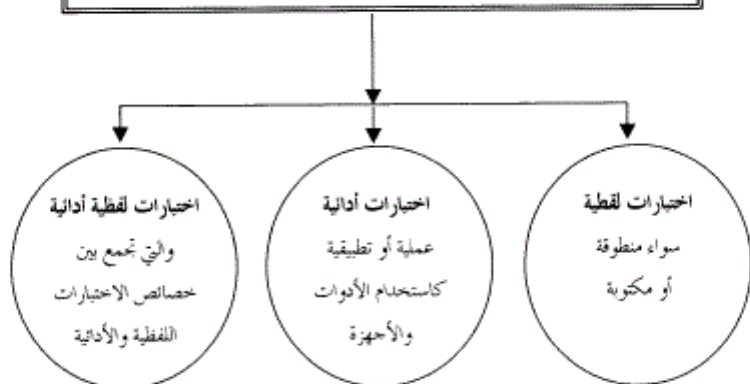 اختبارات لقطية
سواء منطوقة
أو مكتوبة
اختبارات أدائية
عملية أو تطبيقية
كاستخدام الأدوات
والأجهزة
اختبارات لفظية أدائية
والتي تجمع بين
خصائص الاختبارات
اللفظية والأدائية